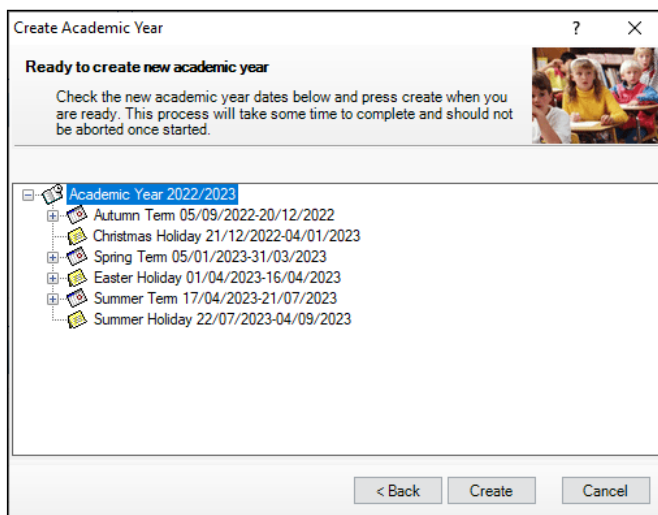 Create Academic Year
?
Ready to create new academic year
Check the new academic year dates below and press create when you
are ready. This process will take some time to complete and should not
be aborted once started.
Academic Year 2022/2023
Autumn Term 05/09/2022-20/12/2022
Christmas Holiday 21/12/2022-04/01/2023
Spring Term 05/01/2023-31/03/2023
Easter Holiday 01/04/2023-16/04/2023
Summer Term 17/04/2023-21/07/2023
Summer Holiday 22/07/2023-04/09/2023
< Back
Create
Cancel